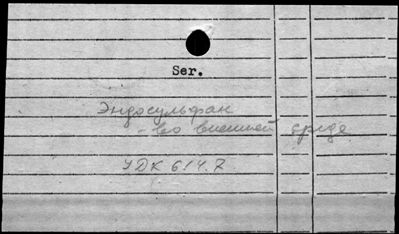 Ser.
Эндосульфан
- во внешней среде
УДК 614.7